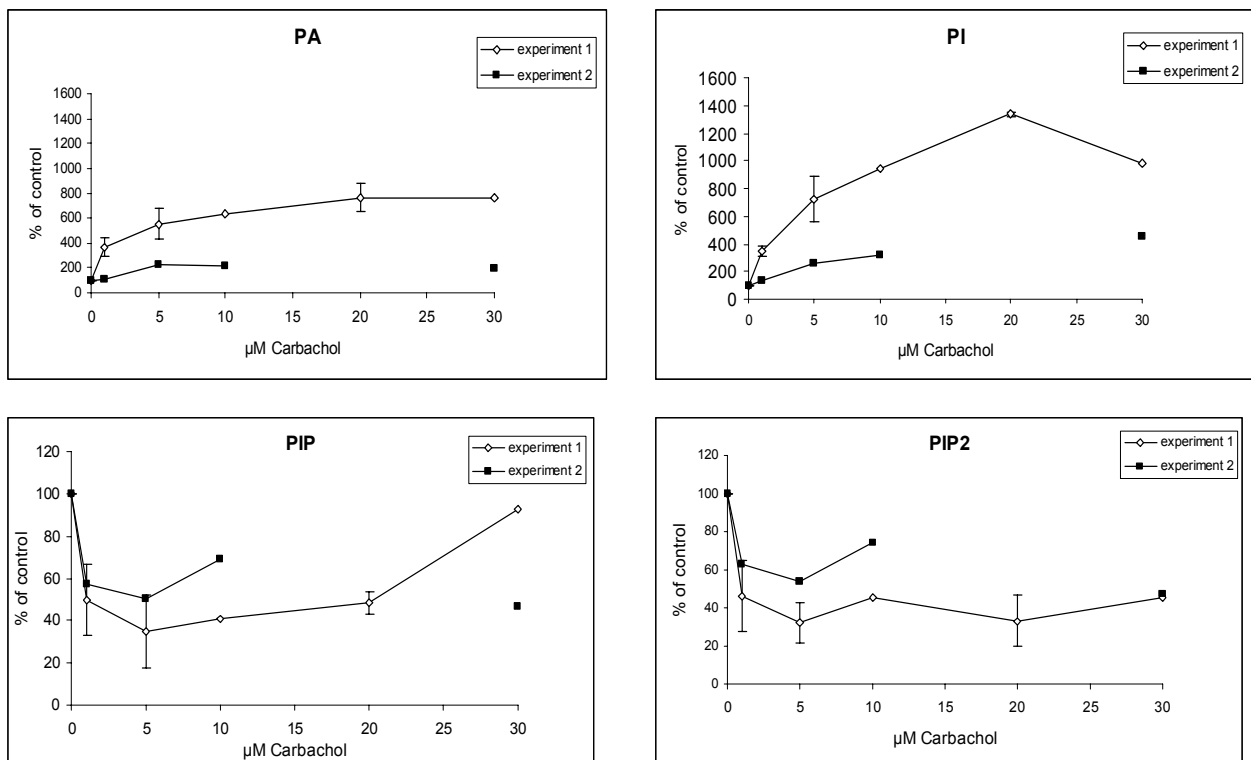 PA
experiment 1
experiment 2
% of control
1600
1400
1200
1000
800
600
400
200
0
0 5 10 15 20 25 30
µM Carbachol
PI
experiment 1
experiment 2
% of control
1600
1400
1200
1000
800
600
400
200
0
0 5 10 15 20 25 30
µM Carbachol
PIP
experiment 1
experiment 2
% of control
120
100
80
60
40
20
0
0 5 10 15 20 25 30
µM Carbachol
PIP2
experiment 1
experiment 2
% of control
120
100
80
60
40
20
0
0 5 10 15 20 25 30
µM Carbachol